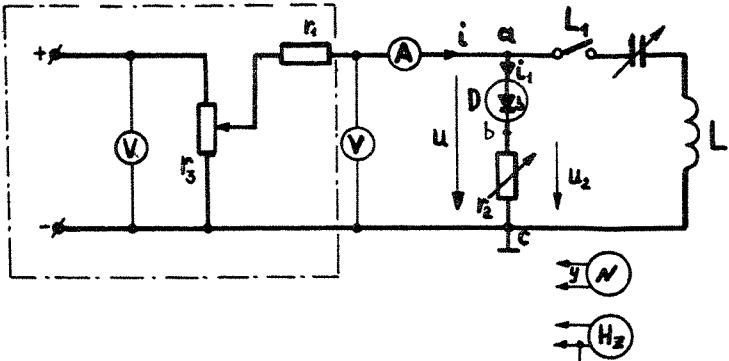 r₁
i
a
L₁
+
A
i₁
D
V
r₃
V
u
b
L
r₂
u₂
-
c
y
N
Hz